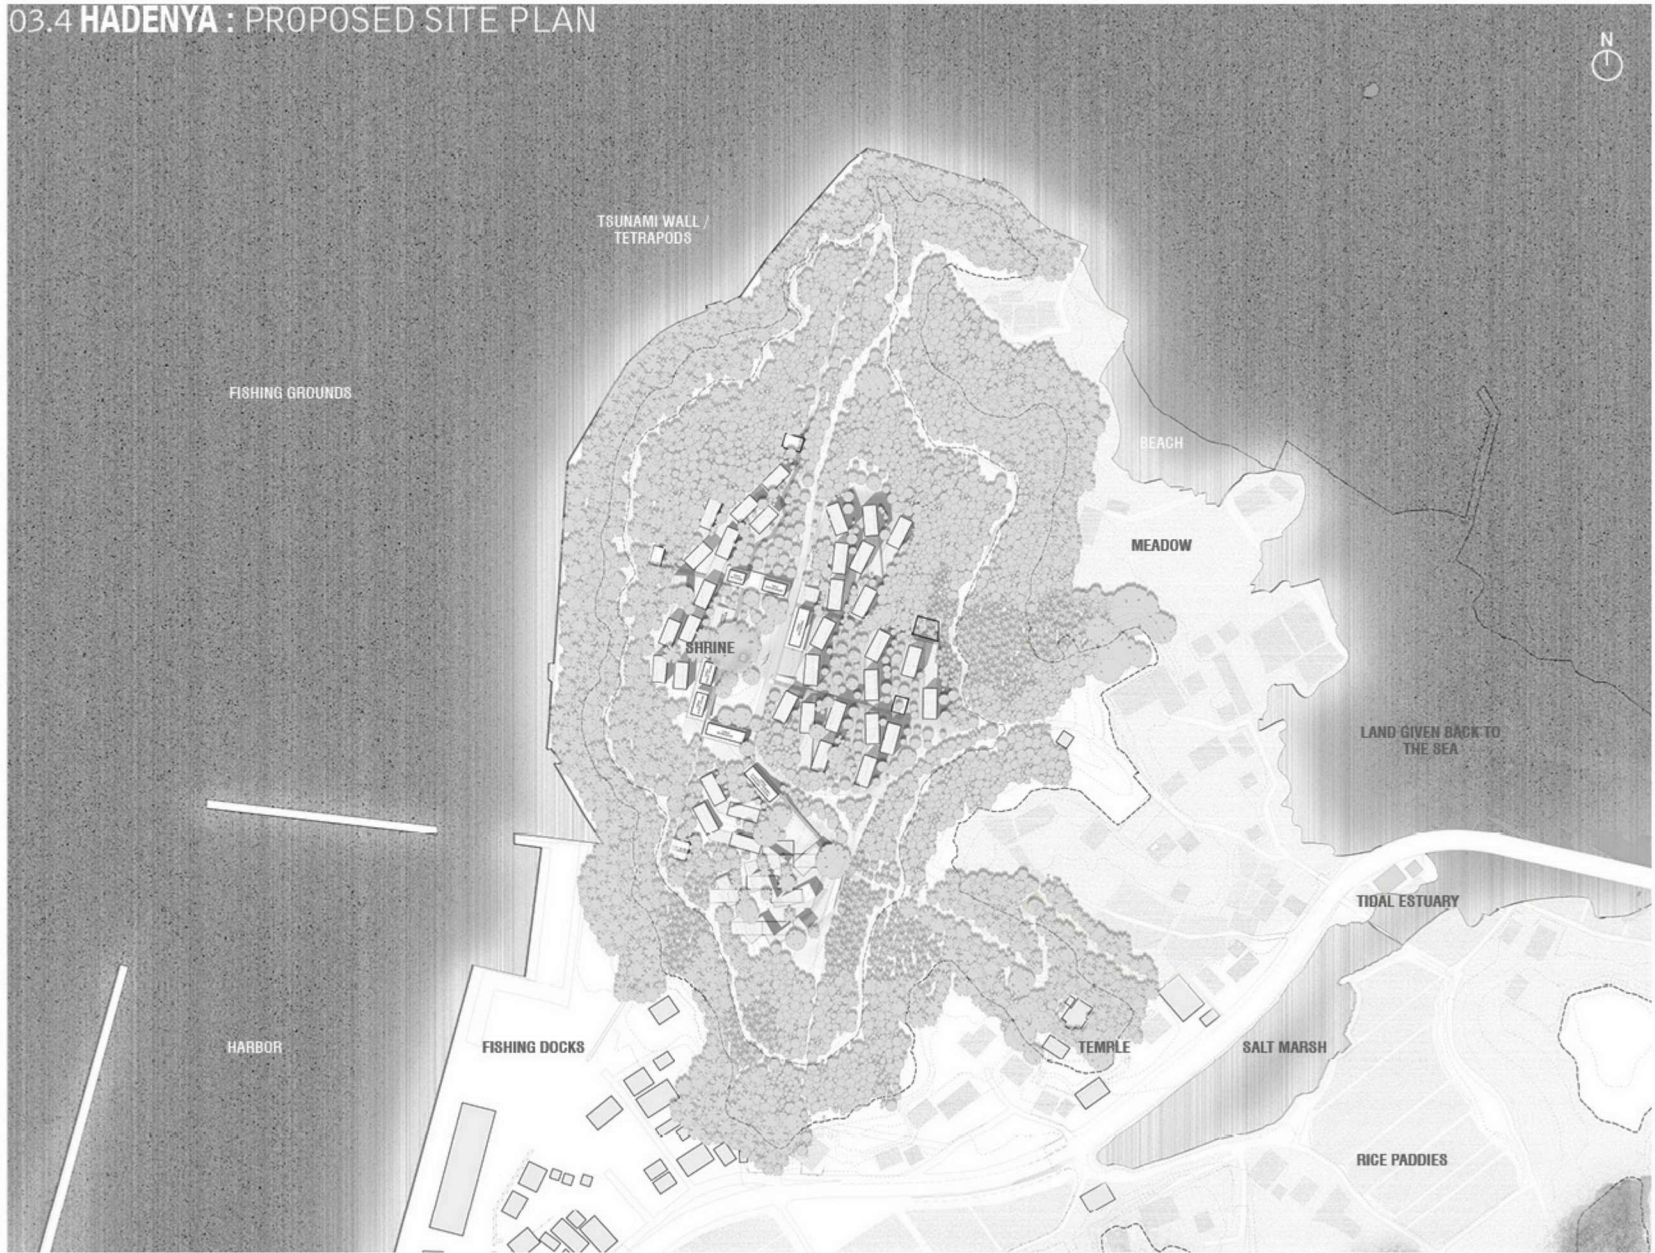 03.4 HADENYA : PROPOSED SITE PLAN
N
TSUNAMI WALL /
TETRAPODS
FISHING GROUNDS
BEACH
MEADOW
SHRINE
LAND GIVEN BACK TO
THE SEA
TIDAL ESTUARY
HARBOR
FISHING DOCKS
TEMPLE
SALT MARSH
RICE PADDIES